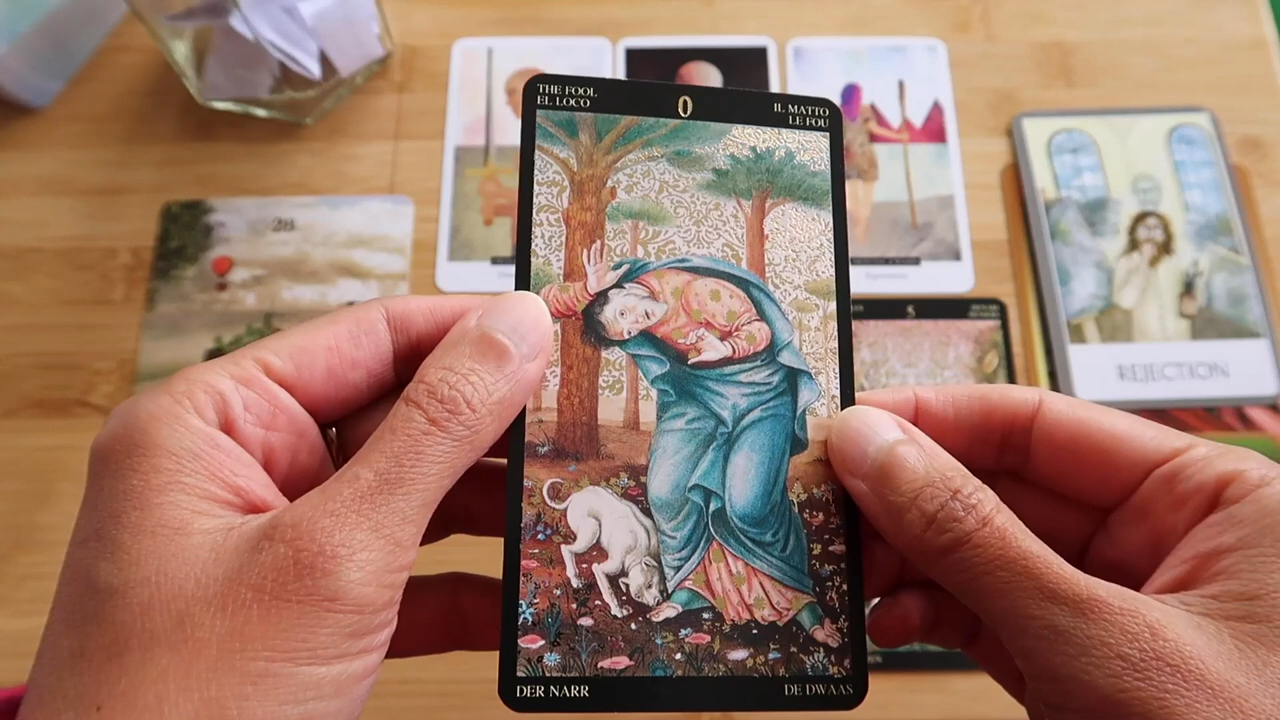 THE FOOL
EL LOCO
0
IL MATTO
LE FOU
DER NARR
DE DWAAS
28
5
REJECTION